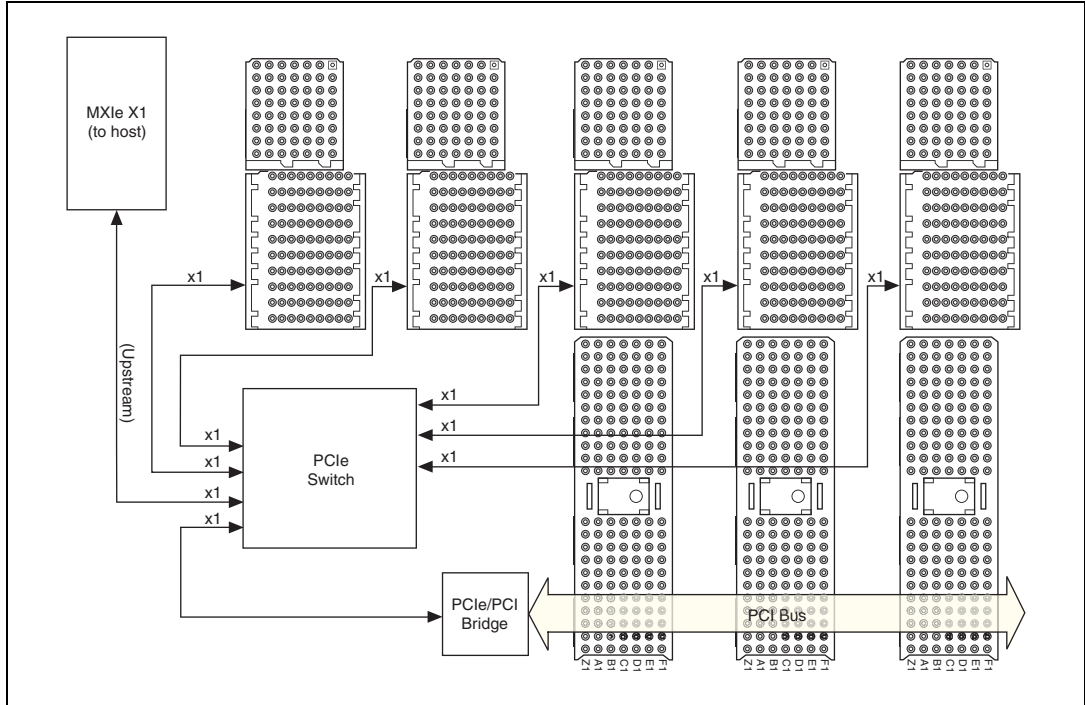 MXIe X1
(to host)
x1
x1
x1
x1
x1
(Upstream)
x1
x1
x1
x1
x1
x1
x1
PCIe
Switch
PCIe/PCI
Bridge
PCI Bus
Z1
A1
B1
C1
D1
E1
F1
Z1
A1
B1
C1
D1
E1
F1
Z1
A1
B1
C1
D1
E1
F1